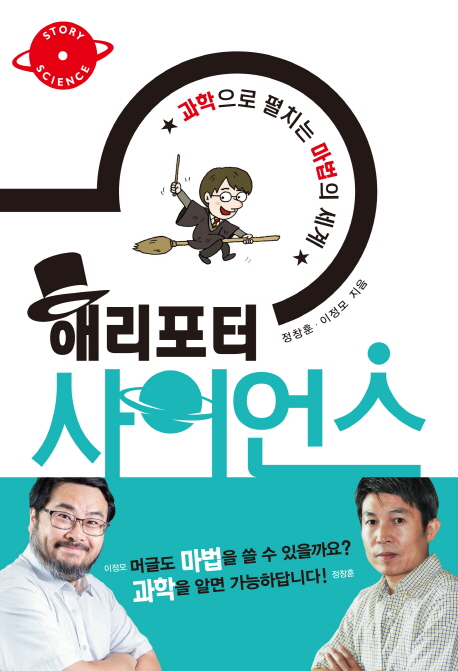 STORY
SCIENCE
★ 과학으로 펼치는 마법의 세계 ★
정창훈 · 이정모 지음
해리포터
사이언스
이정모 머글도 마법을 쓸 수 있을까요?
과학을 알면 가능하답니다! 정창훈